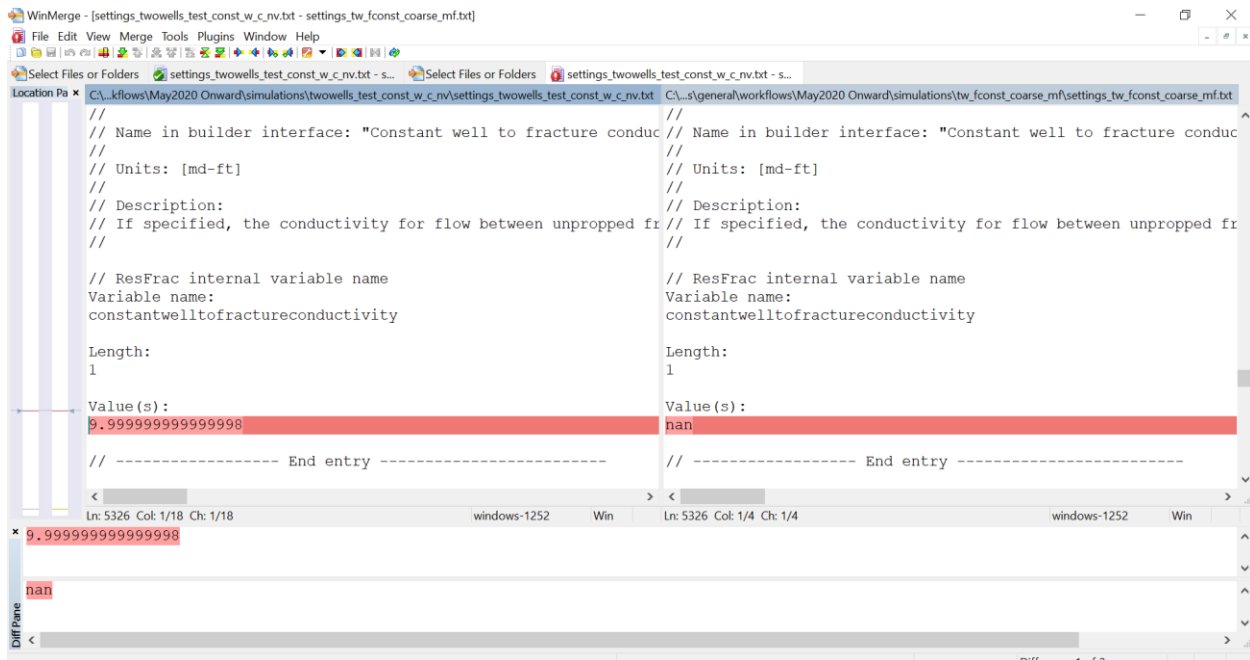 WinMerge - [settings_twowells_test_const_w_c_nv.txt - settings_tw_fconst_coarse_mf.txt]
File Edit View Merge Tools Plugins Window Help
Select Files or Folders settings_twowells_test_const_w_c_nv.txt - s... Select Files or Folders settings_twowells_test_const_w_c_nv.txt - s...
Location Pa ×
C:\...kflows\May2020 Onward\simulations\twowells_test_const_w_c_nv\settings_twowells_test_const_w_c_nv.txt
//
// Name in builder interface: "Constant well to fracture conduc
//
// Units: [md-ft]
//
// Description:
// If specified, the conductivity for flow between unpropped fr
//
// ResFrac internal variable name
Variable name:
constantwelltofractureconductivity
Length:
1
Value(s):
9.999999999999998
// ------------------ End entry -------------------------
Ln: 5326 Col: 1/18 Ch: 1/18 windows-1252 Win
C:\...s\general\workflows\May2020 Onward\simulations\tw_fconst_coarse_mf\settings_tw_fconst_coarse_mf.txt
//
// Name in builder interface: "Constant well to fracture conduc
//
// Units: [md-ft]
//
// Description:
// If specified, the conductivity for flow between unpropped fr
//
// ResFrac internal variable name
Variable name:
constantwelltofractureconductivity
Length:
1
Value(s):
nan
// ------------------ End entry -------------------------
Ln: 5326 Col: 1/4 Ch: 1/4 windows-1252 Win
9.999999999999998
nan
Diff Pane